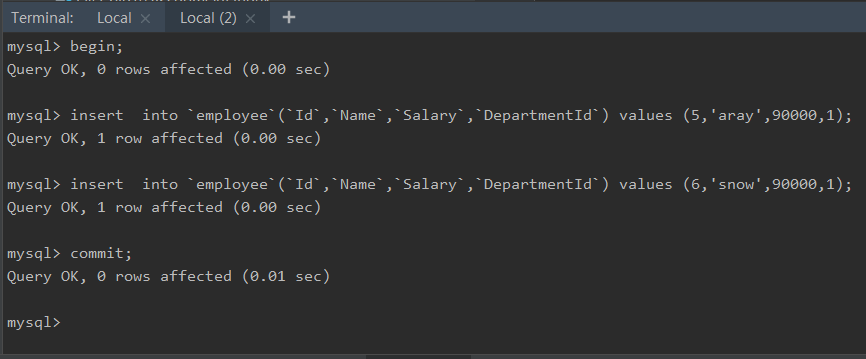 Terminal: Local × Local (2) × +
mysql> begin;
Query OK, 0 rows affected (0.00 sec)
mysql> insert  into `employee`(`Id`,`Name`,`Salary`,`DepartmentId`) values (5,'aray',90000,1);
Query OK, 1 row affected (0.00 sec)
mysql> insert  into `employee`(`Id`,`Name`,`Salary`,`DepartmentId`) values (6,'snow',90000,1);
Query OK, 1 row affected (0.00 sec)
mysql> commit;
Query OK, 0 rows affected (0.01 sec)
mysql>